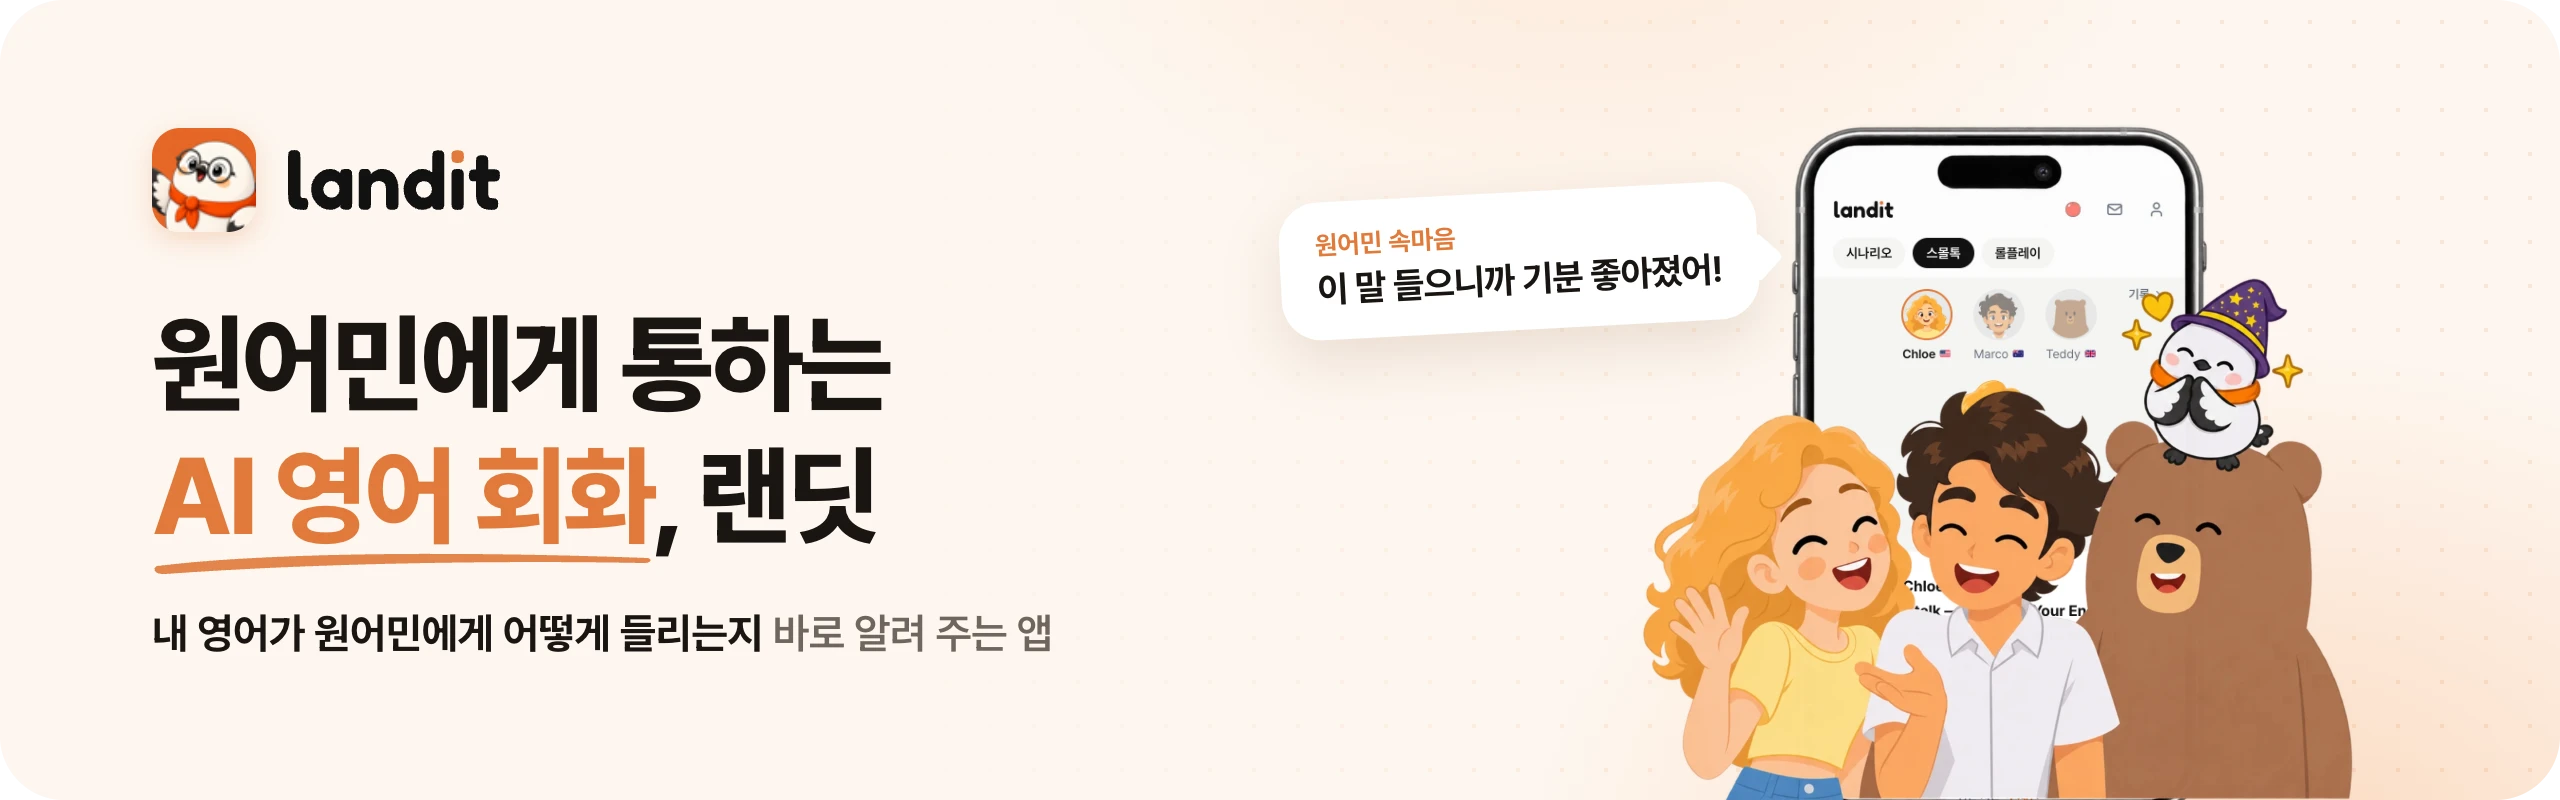 landit
원어민에게 통하는
AI 영어 회화, 랜딧
내 영어가 원어민에게 어떻게 들리는지 바로 알려 주는 앱
원어민 속마음
이 말 들으니까 기분 좋아졌어!
landit
시나리오 스몰톡 롤플레이
기록
Chloe Marco Teddy
Your